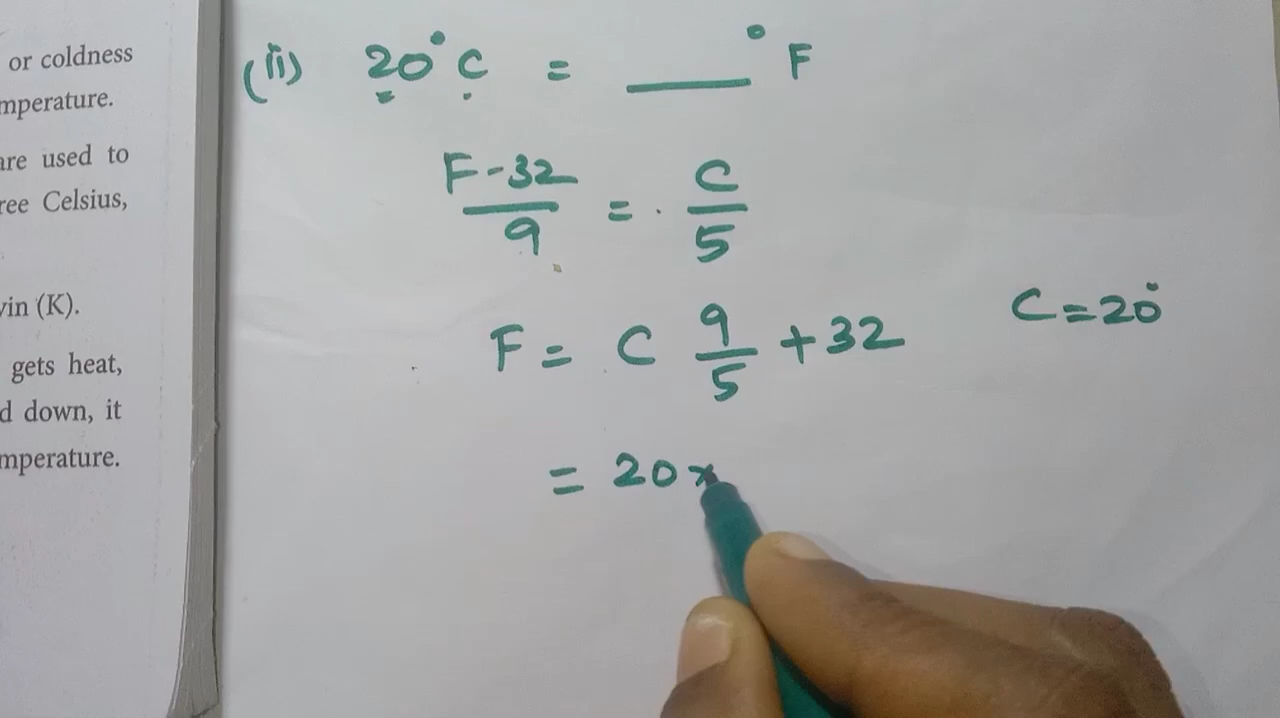 or coldness
mperature.
are used to
ree Celsius,
vin (K).
gets heat,
d down, it
mperature.
(ii) 20°C = ___° F
F-32/9 = C/5
F = C 9/5 + 32
C = 20°
= 20×